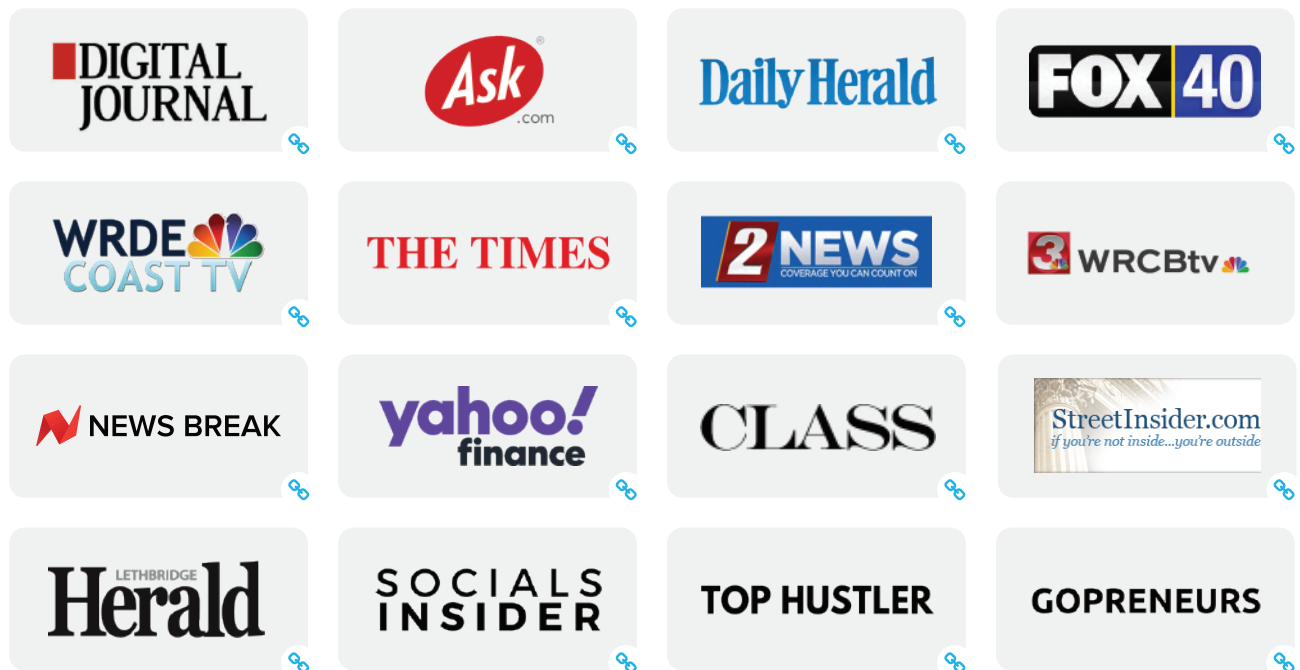 DIGITAL
JOURNAL
Ask®
.com
Daily Herald
FOX 40
WRDE
COAST TV
THE TIMES
2 NEWS
COVERAGE YOU CAN COUNT ON
3 WRCBtv
NEWS BREAK
yahoo!
finance
CLASS
StreetInsider.com
if you're not inside...you're outside
LETHBRIDGE
Herald
SOCIALS
INSIDER
TOP HUSTLER
GOPRENEURS